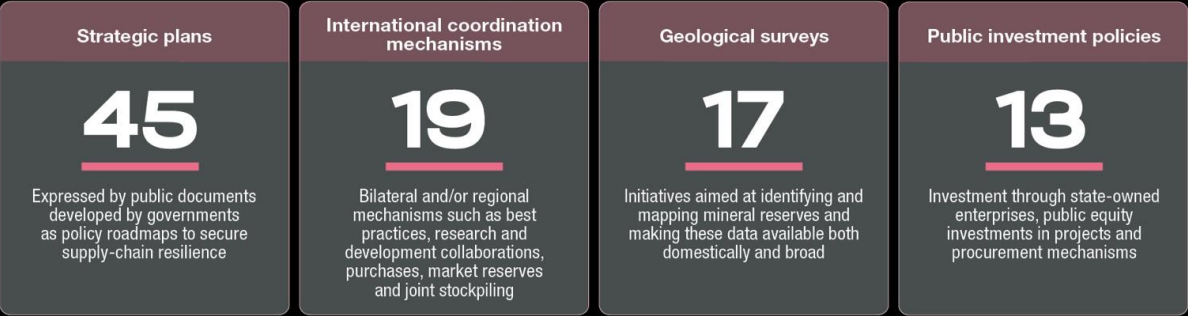 Strategic plans
45
Expressed by public documents
developed by governments
as policy roadmaps to secure
supply-chain resilience
International coordination
mechanisms
19
Bilateral and/or regional
mechanisms such as best
practices, research and
development collaborations,
purchases, market reserves
and joint stockpiling
Geological surveys
17
Initiatives aimed at identifying and
mapping mineral reserves and
making these data available both
domestically and broad
Public investment policies
13
Investment through state-owned
enterprises, public equity
investments in projects and
procurement mechanisms